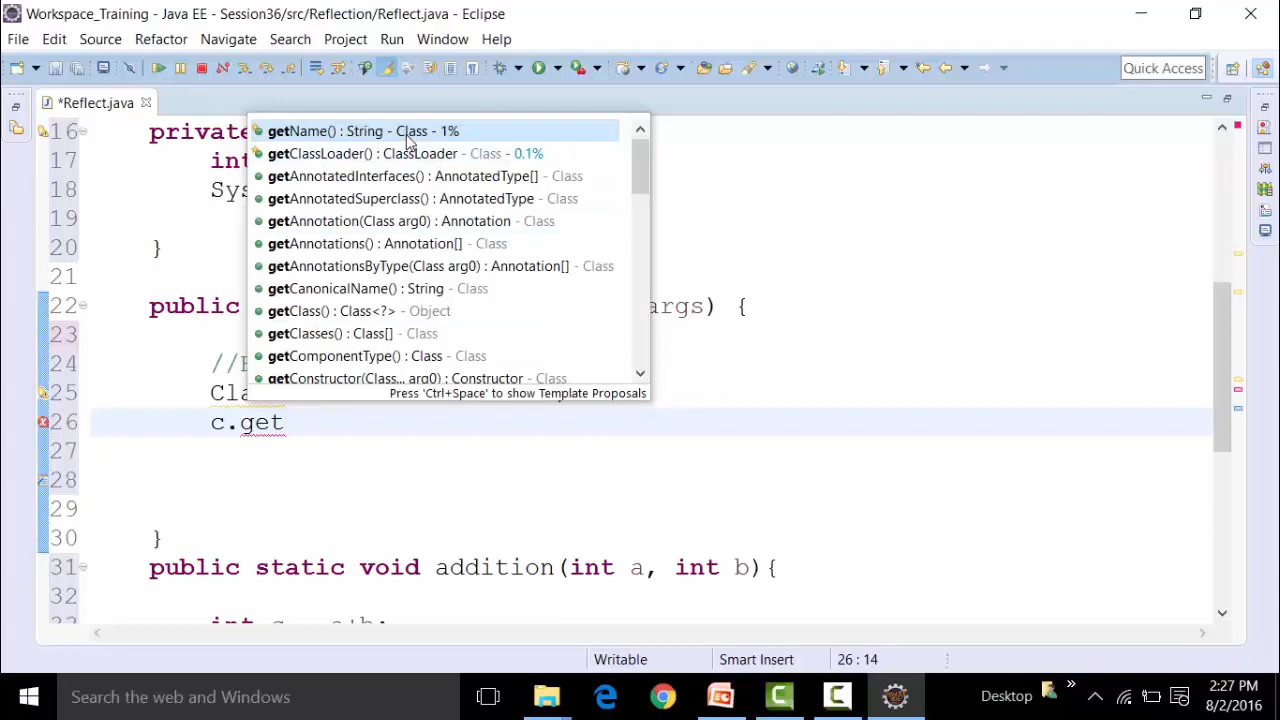 Workspace_Training - Java EE - Session36/src/Reflection/Reflect.java - Eclipse
File Edit Source Refactor Navigate Search Project Run Window Help
Quick Access
*Reflect.java
16 private
17 int
18 Sys
19
20 }
21
22 public args) {
23
24 //
25 Cla
26 c.get
27
28
29
30 }
31 public static void addition(int a, int b){
32
getName() : String - Class - 1%
getClassLoader() : ClassLoader - Class - 0.1%
getAnnotatedInterfaces() : AnnotatedType[] - Class
getAnnotatedSuperclass() : AnnotatedType - Class
getAnnotation(Class arg0) : Annotation - Class
getAnnotations() : Annotation[] - Class
getAnnotationsByType(Class arg0) : Annotation[] - Class
getCanonicalName() : String - Class
getClass() : Class<?> - Object
getClasses() : Class[] - Class
getComponentType() : Class - Class
getConstructor(Class... arg0) : Constructor - Class
Press 'Ctrl+Space' to show Template Proposals
Writable Smart Insert 26 : 14
Search the web and Windows
Desktop
2:27 PM
8/2/2016